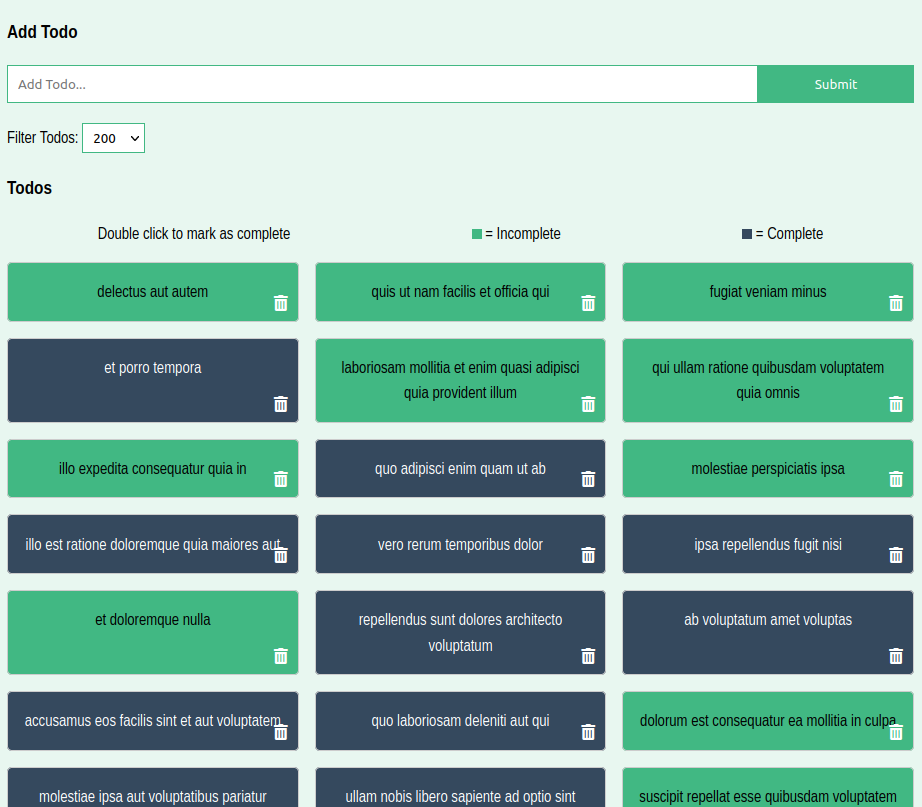 Add Todo
Add Todo...
Submit
Filter Todos: 200
Todos
Double click to mark as complete
= Incomplete
= Complete
delectus aut autem
quis ut nam facilis et officia qui
fugiat veniam minus
et porro tempora
laboriosam mollitia et enim quasi adipisci
quia provident illum
qui ullam ratione quibusdam voluptatem
quia omnis
illo expedita consequatur quia in
quo adipisci enim quam ut ab
molestiae perspiciatis ipsa
illo est ratione doloremque quia maiores aut
vero rerum temporibus dolor
ipsa repellendus fugit nisi
et doloremque nulla
repellendus sunt dolores architecto
voluptatum
ab voluptatum amet voluptas
accusamus eos facilis sint et aut voluptatem
quo laboriosam deleniti aut qui
dolorum est consequatur ea mollitia in culpa
molestiae ipsa aut voluptatibus pariatur
ullam nobis libero sapiente ad optio sint
suscipit repellat esse quibusdam voluptatem